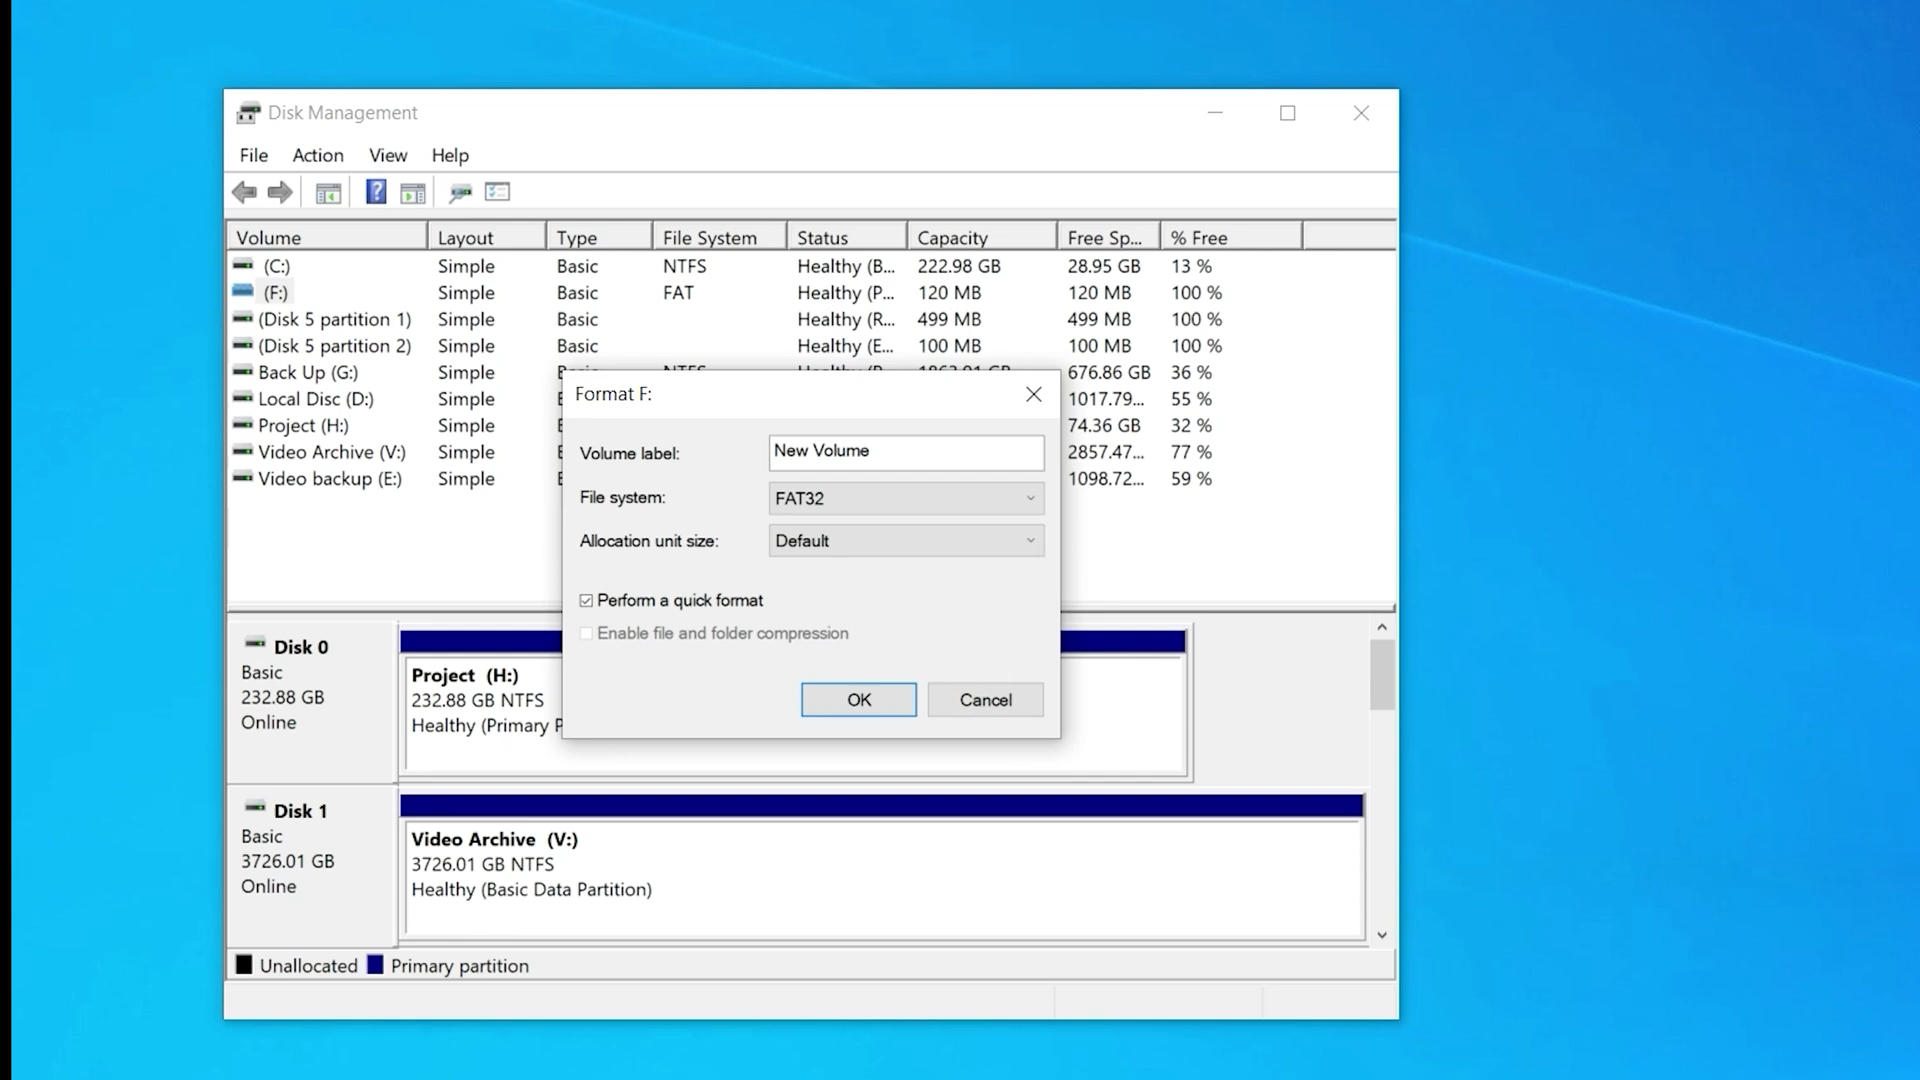 Disk Management
File Action View Help
Volume Layout Type File System Status Capacity Free Sp... % Free
(C:) Simple Basic NTFS Healthy (B... 222.98 GB 28.95 GB 13 %
(F:) Simple Basic FAT Healthy (P... 120 MB 120 MB 100 %
(Disk 5 partition 1) Simple Basic Healthy (R... 499 MB 499 MB 100 %
(Disk 5 partition 2) Simple Basic Healthy (E... 100 MB 100 MB 100 %
Back Up (G:) Simple 676.86 GB 36 %
Local Disc (D:) Simple 1017.79... 55 %
Project (H:) Simple 74.36 GB 32 %
Video Archive (V:) Simple 2857.47... 77 %
Video backup (E:) Simple 1098.72... 59 %
Format F:
Volume label: New Volume
File system: FAT32
Allocation unit size: Default
Perform a quick format
Enable file and folder compression
OK Cancel
Disk 0
Basic
232.88 GB
Online
Project (H:)
232.88 GB NTFS
Healthy (Primary
Disk 1
Basic
3726.01 GB
Online
Video Archive (V:)
3726.01 GB NTFS
Healthy (Basic Data Partition)
Unallocated Primary partition